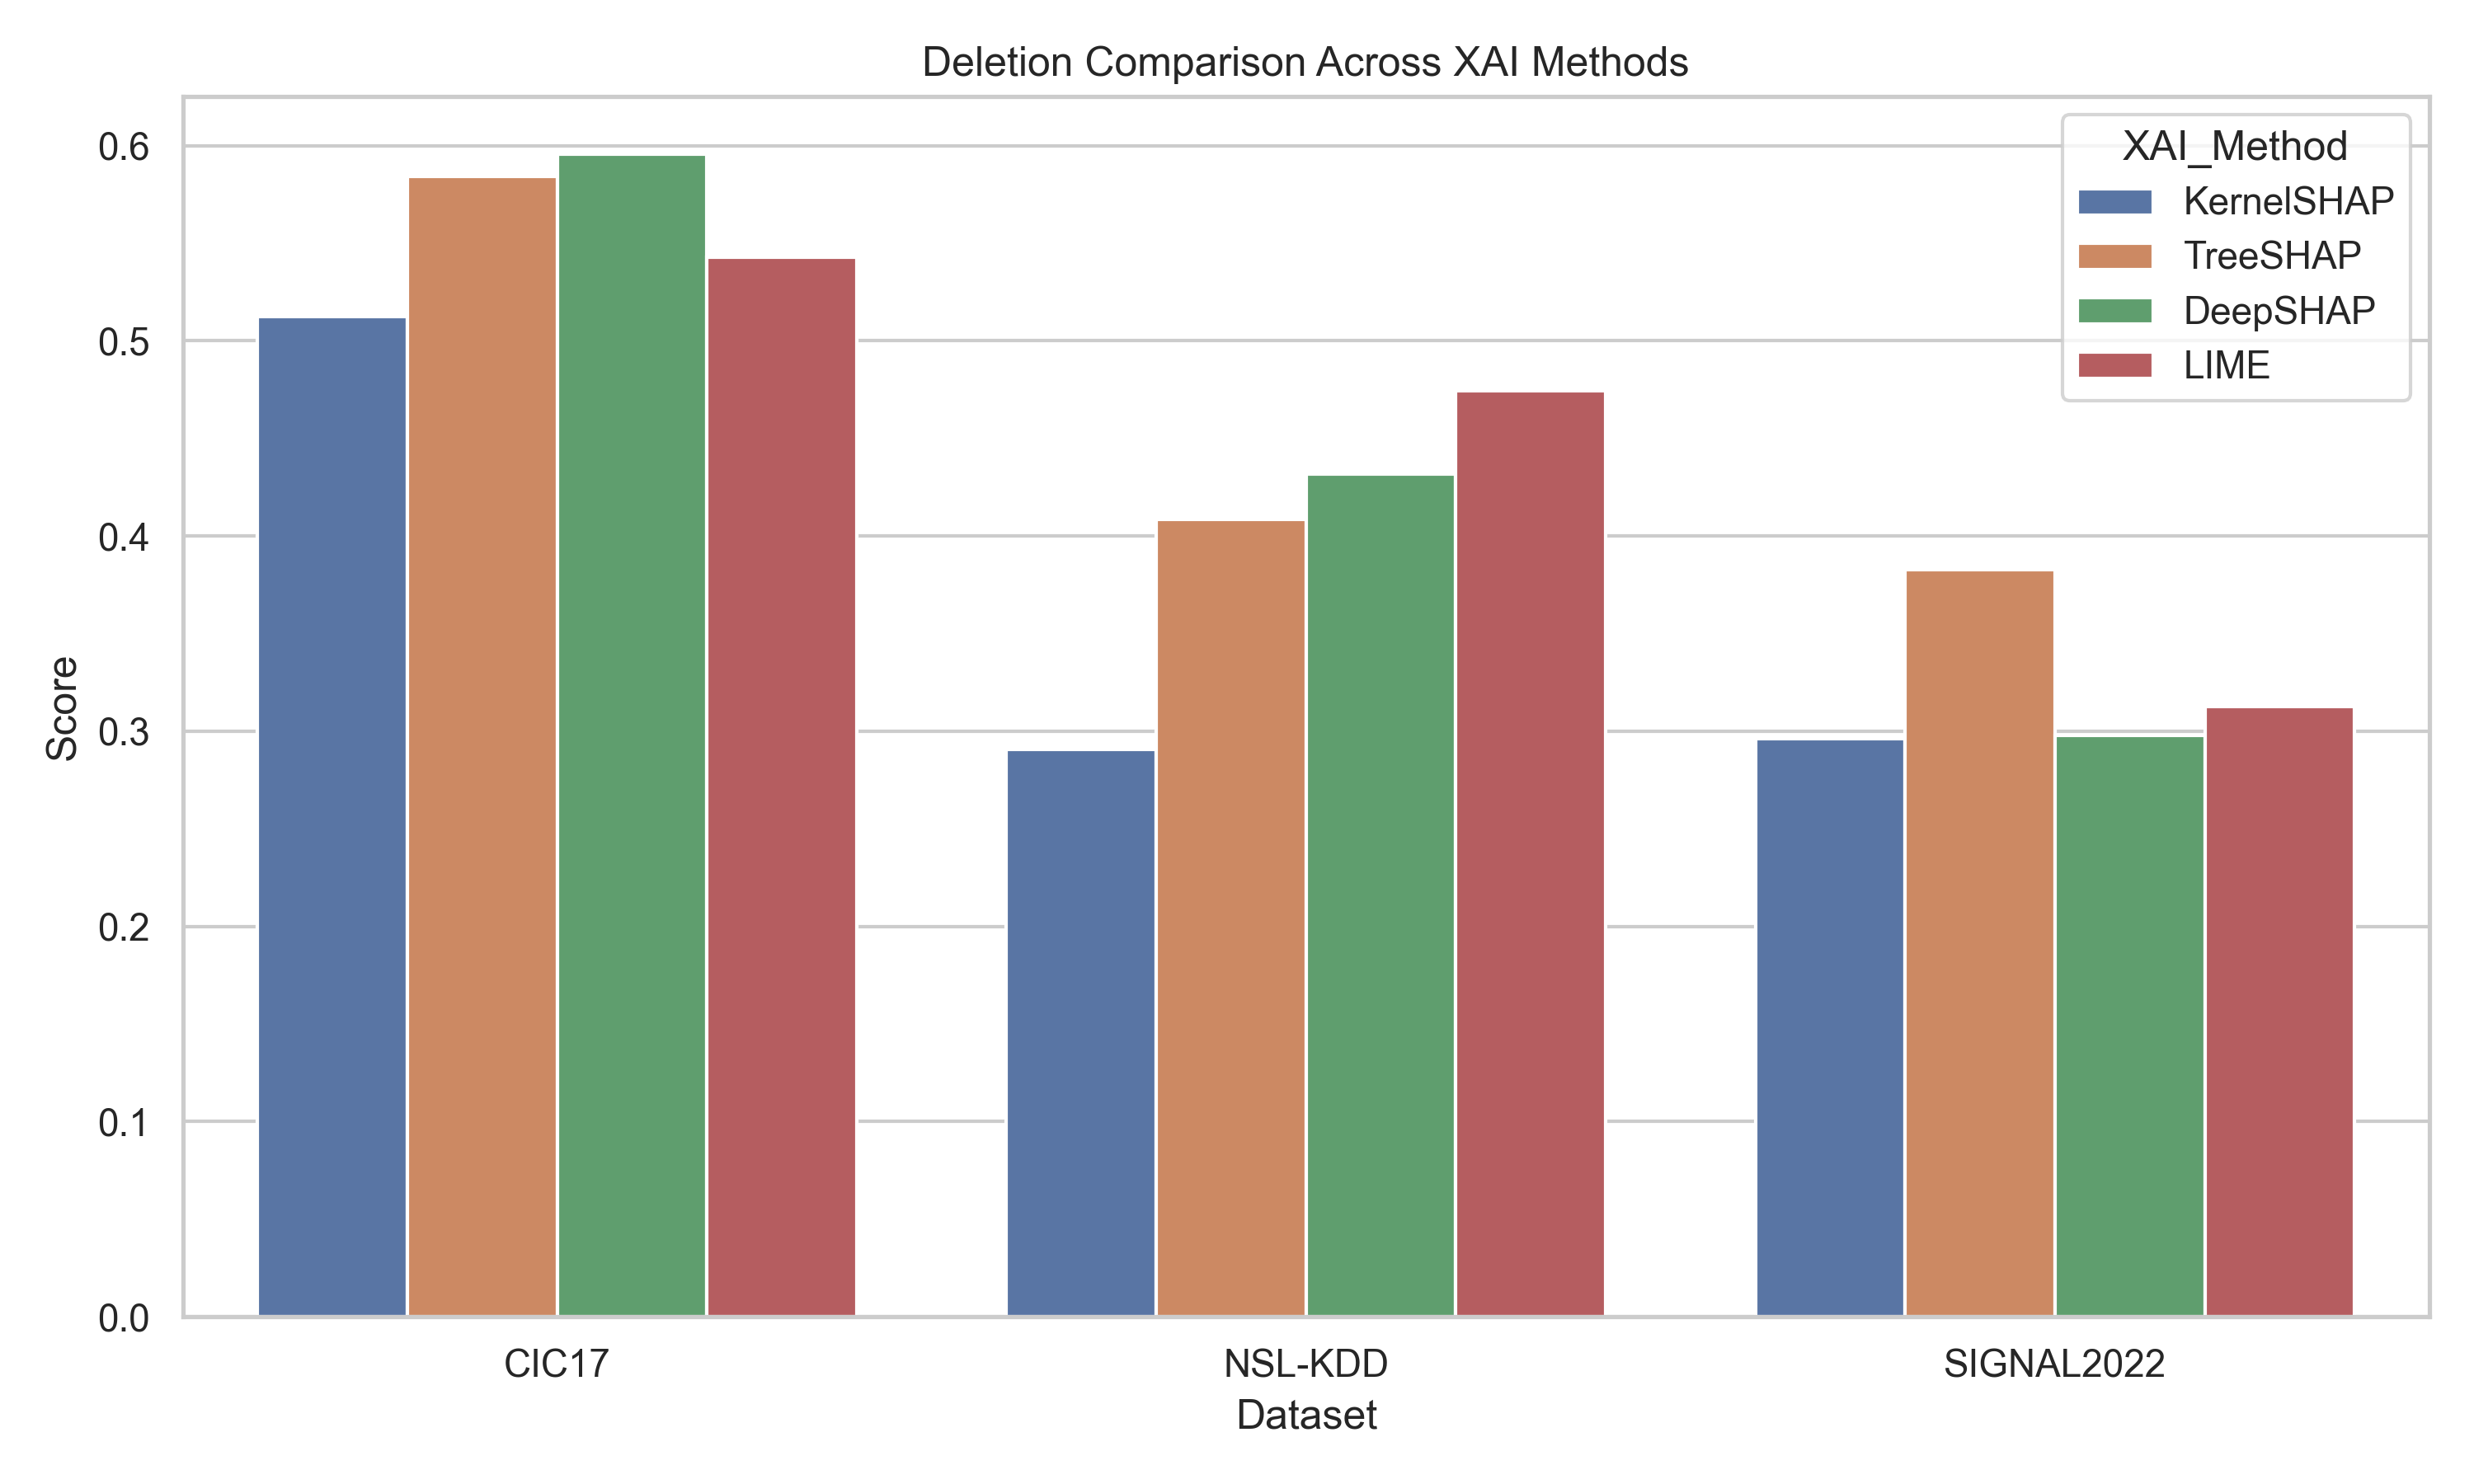 Deletion Comparison Across XAI Methods
XAI_Method
KernelSHAP
TreeSHAP
DeepSHAP
LIME
Score
0.6
0.5
0.4
0.3
0.2
0.1
0.0
CIC17
NSL-KDD
SIGNAL2022
Dataset